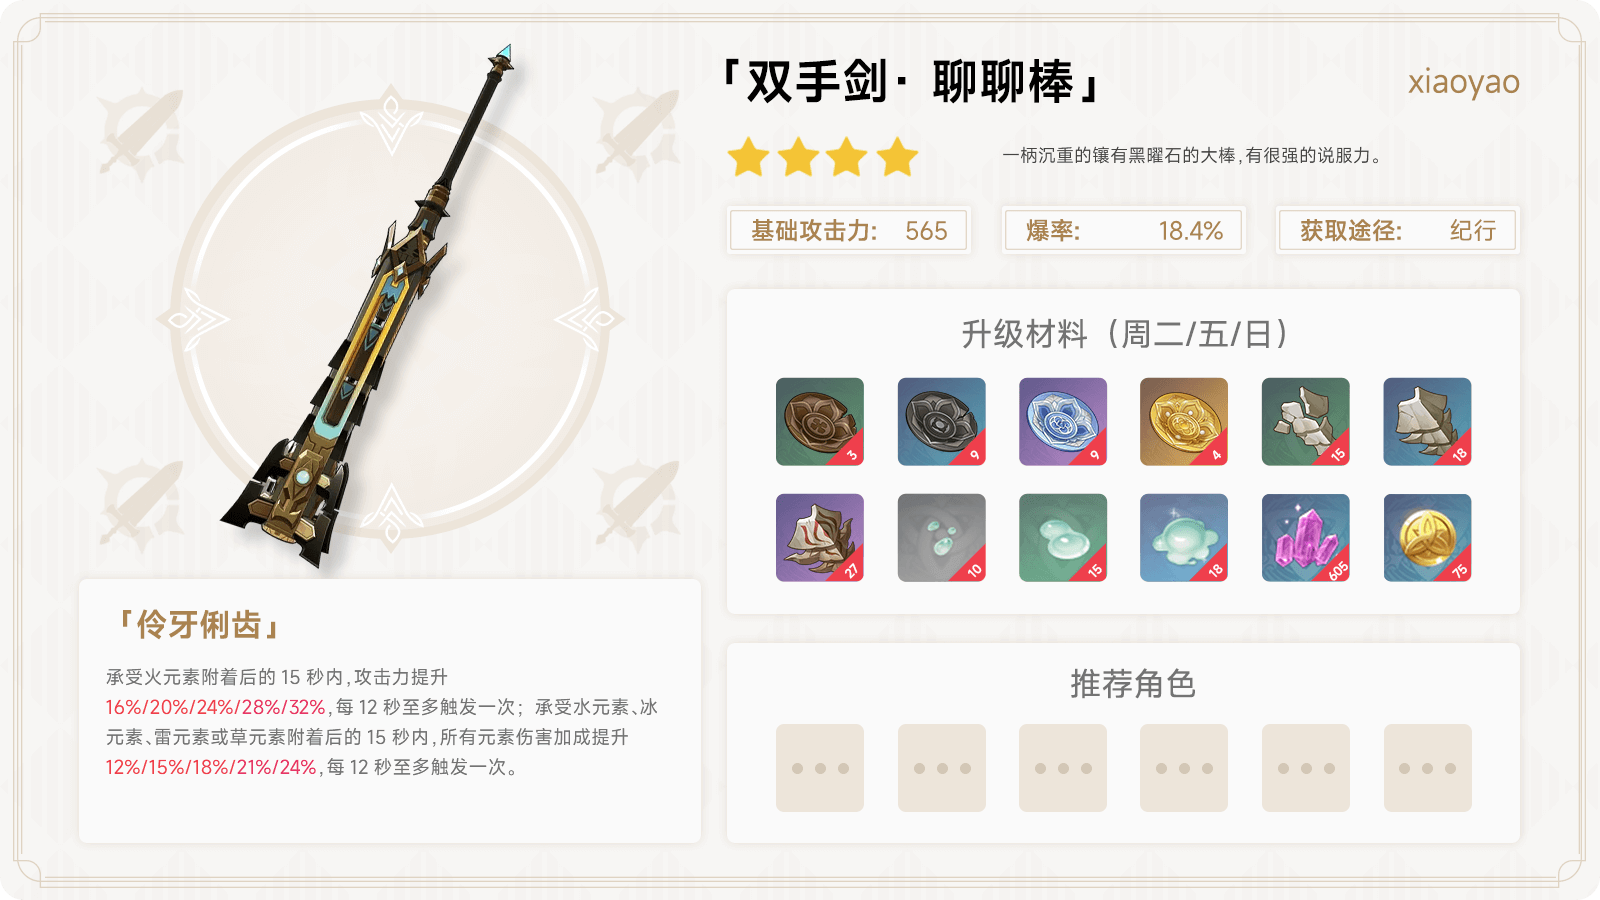 「双手剑· 聊聊棒」
xiaoyao
一柄沉重的镶有黑曜石的大棒,有很强的说服力。
基础攻击力: 565
爆率: 18.4%
获取途径: 纪行
升级材料（周二/五/日）
3 9 9 4 15 18
27 10 15 18 605 75
「伶牙俐齿」
承受火元素附着后的 15 秒内,攻击力提升
16%/20%/24%/28%/32%,每 12 秒至多触发一次；承受水元素、冰
元素、雷元素或草元素附着后的 15 秒内,所有元素伤害加成提升
12%/15%/18%/21%/24%,每 12 秒至多触发一次。
推荐角色